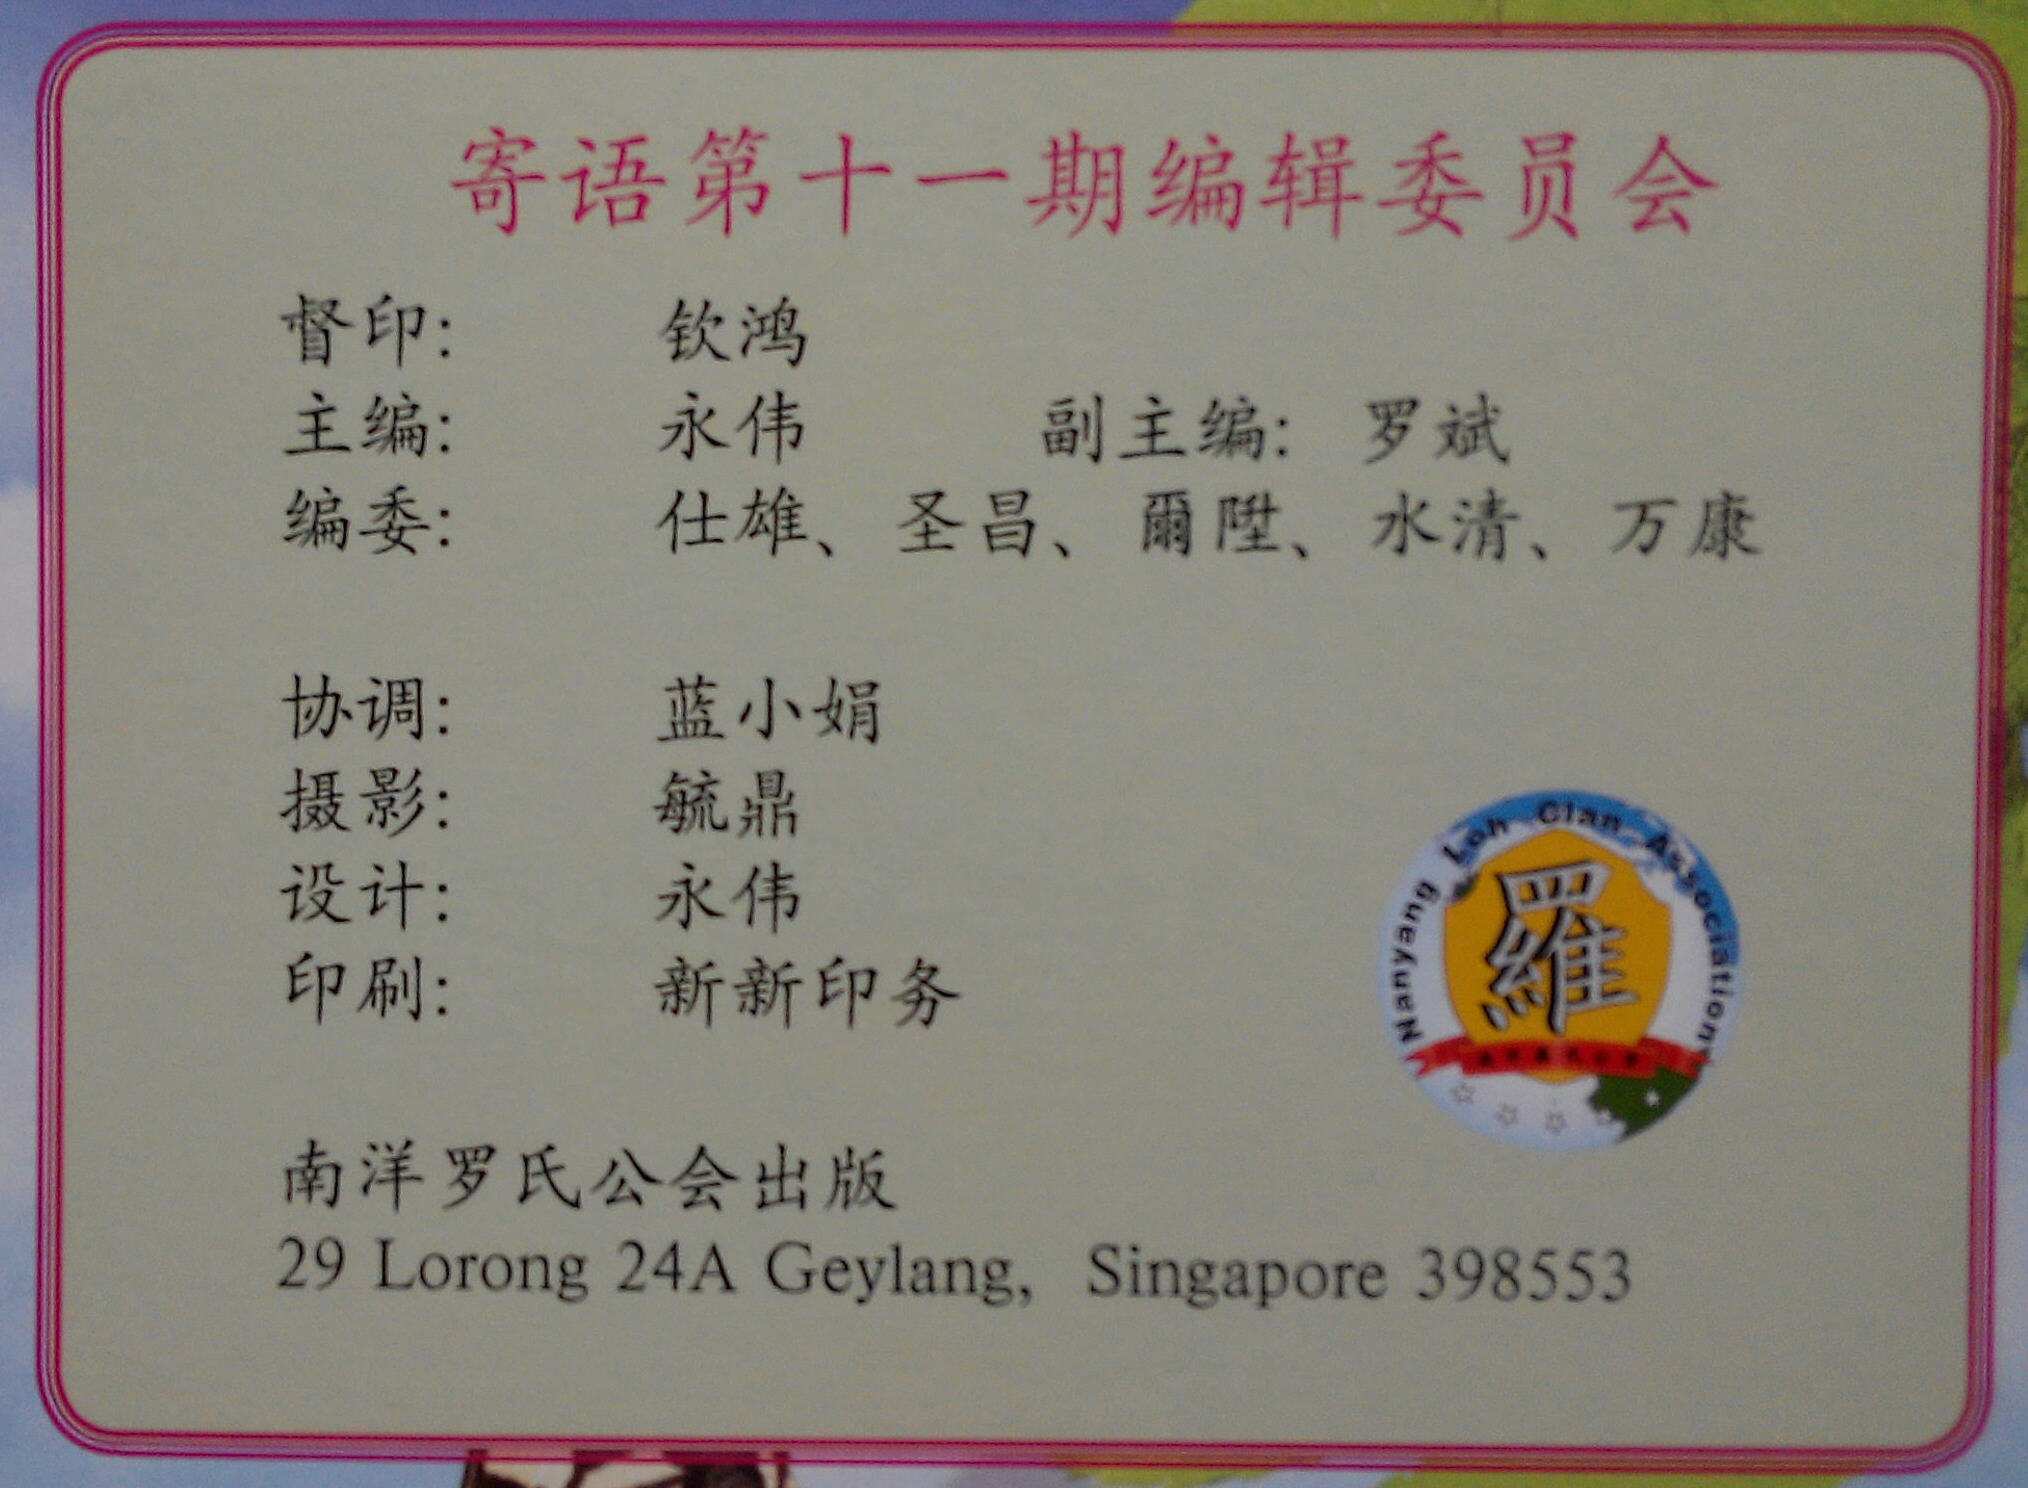 寄语第十一期编辑委员会
督印: 钦鸿
主编: 永伟 副主编: 罗斌
编委: 仕雄、圣昌、爾陞、水清、万康
协调: 蓝小娟
摄影: 毓鼎
设计: 永伟
印刷: 新新印务
Nanyang Loh Clan Association
羅
南洋罗氏公会出版
29 Lorong 24A Geylang, Singapore 398553